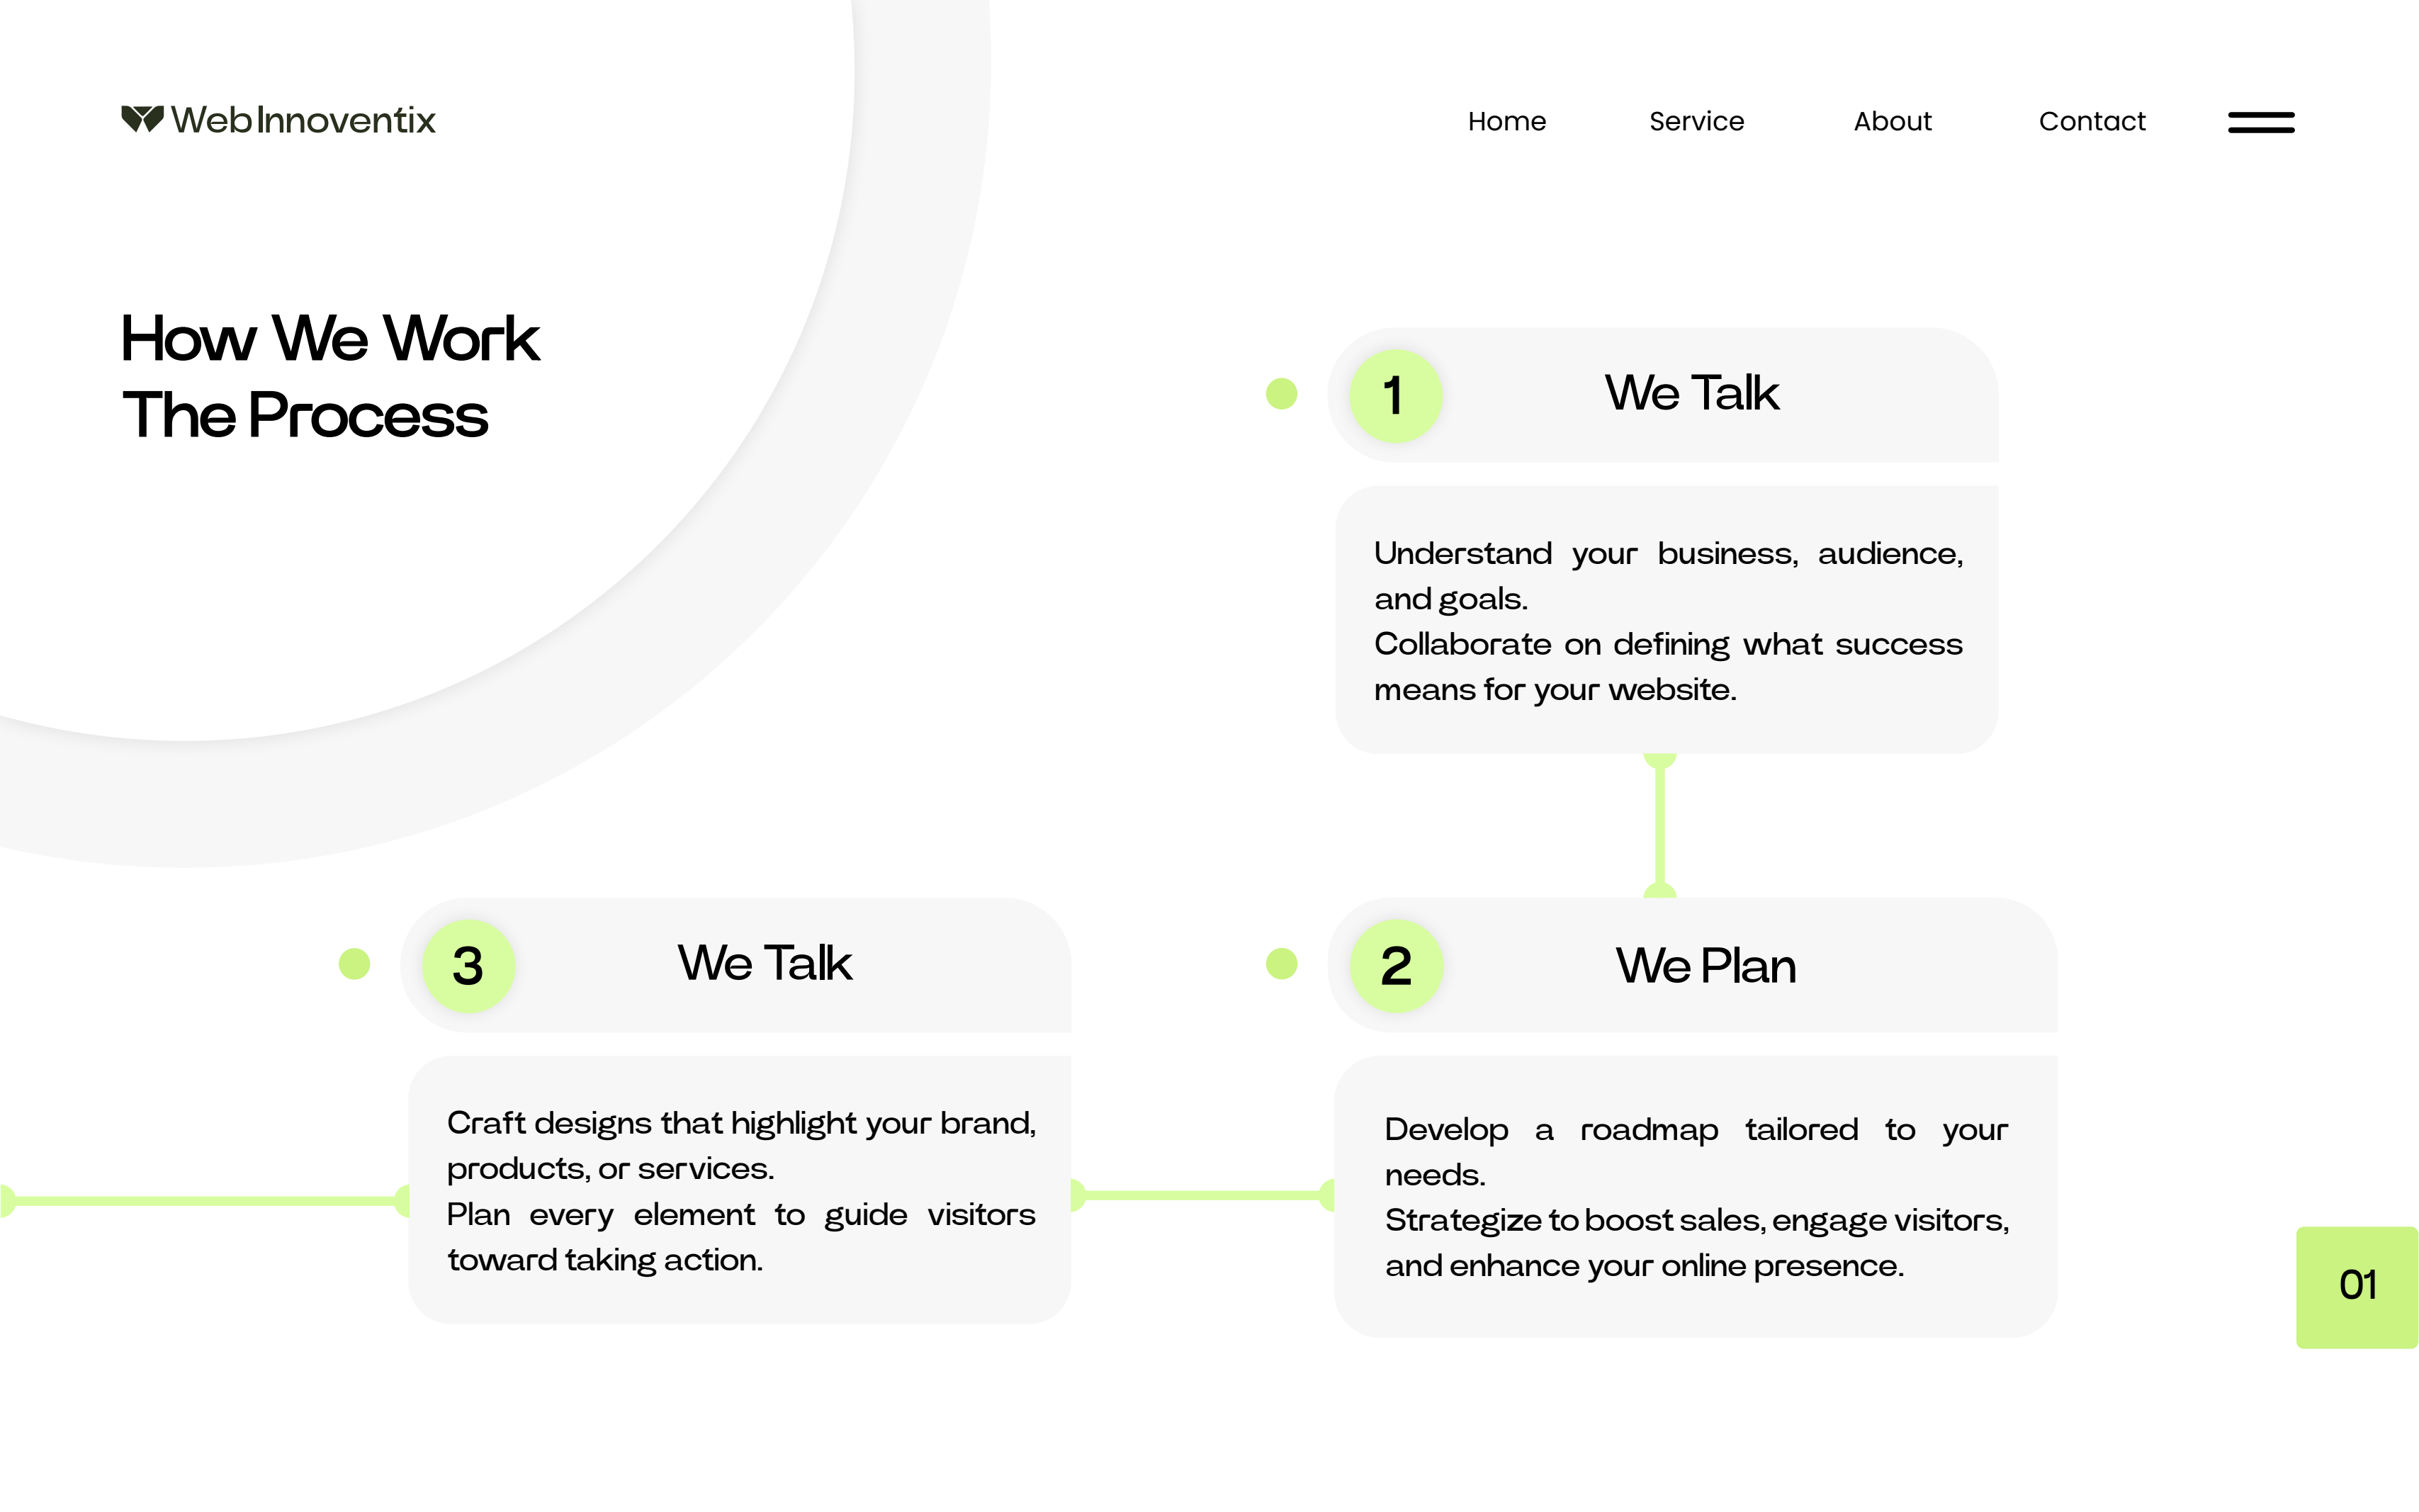 WebInnoventix
Home Service About Contact
How We Work
The Process
1
We Talk
Understand your business, audience,
and goals.
Collaborate on defining what success
means for your website.
2
We Plan
Develop a roadmap tailored to your
needs.
Strategize to boost sales, engage visitors,
and enhance your online presence.
3
We Talk
Craft designs that highlight your brand,
products, or services.
Plan every element to guide visitors
toward taking action.
01